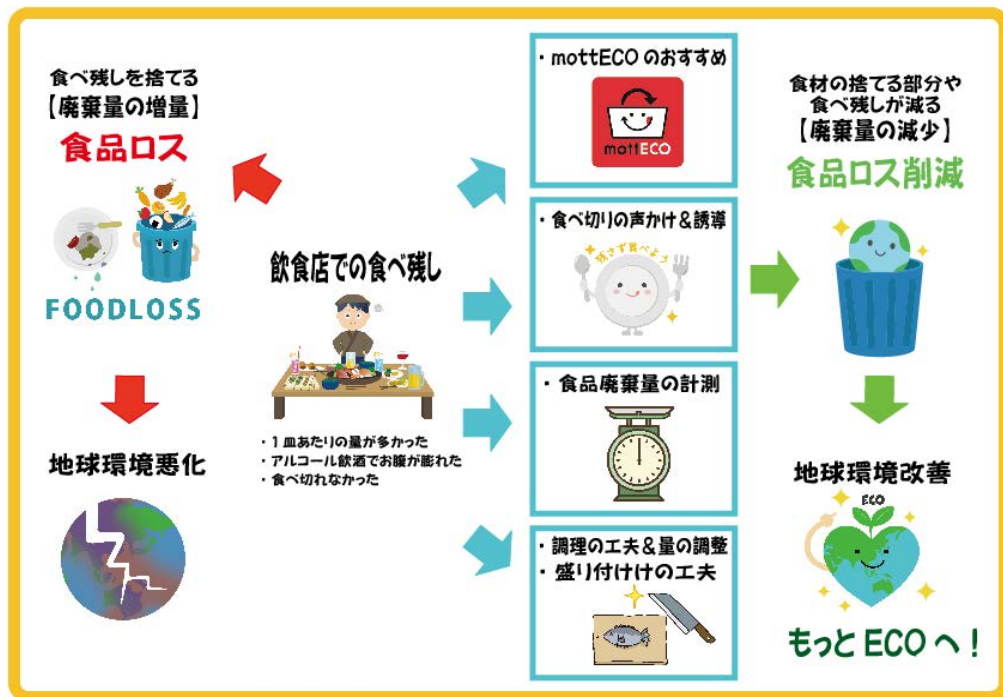 食べ残しを捨てる
【廃棄量の増量】
食品ロス
FOODLOSS
地球環境悪化
飲食店での食べ残し
・1皿あたりの量が多かった
・アルコール飲酒でお腹が膨れた
・食べ切れなかった
・mottECOのおすすめ
mottECO
・食べ切りの声かけ&誘導
残さず食べよう
・食品廃棄量の計測
・調理の工夫&量の調整
・盛り付けけの工夫
食材の捨てる部分や
食べ残しが減る
【廃棄量の減少】
食品ロス削減
地球環境改善
ECO
もっとECOへ!